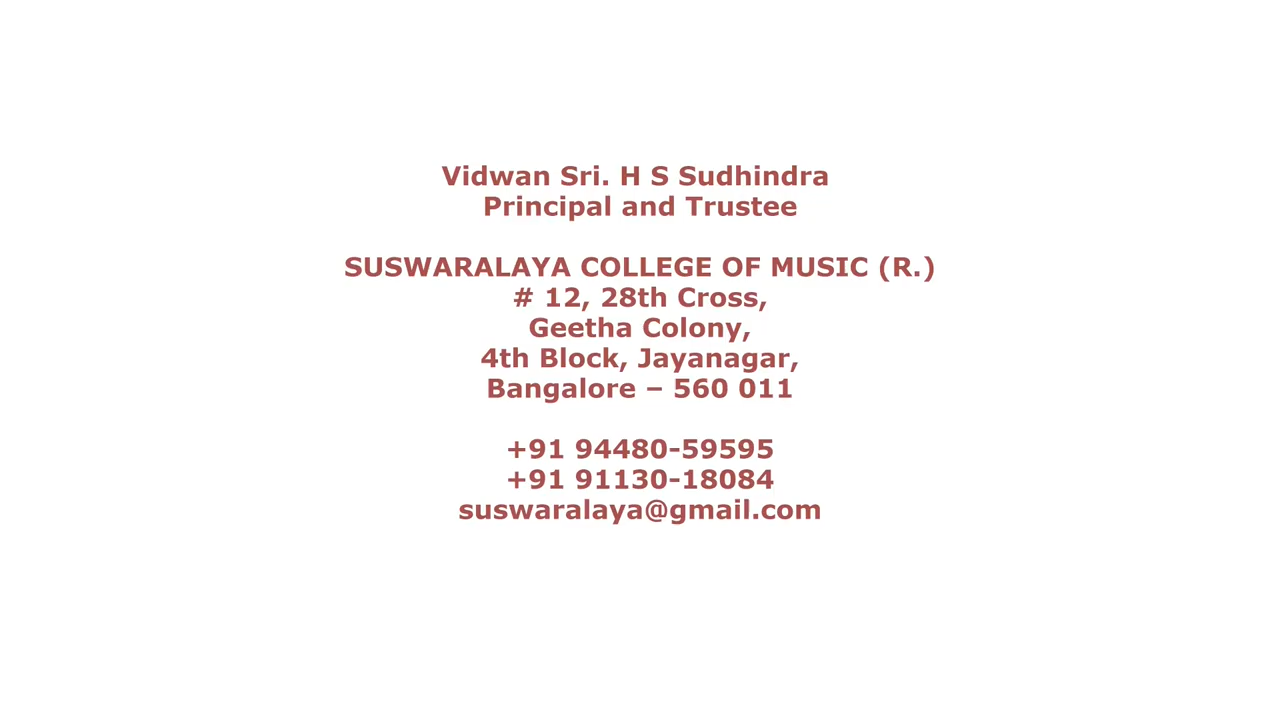 Vidwan Sri. H S Sudhindra
Principal and Trustee
SUSWARALAYA COLLEGE OF MUSIC (R.)
# 12, 28th Cross,
Geetha Colony,
4th Block, Jayanagar,
Bangalore – 560 011
+91 94480-59595
+91 91130-18084
suswaralaya@gmail.com